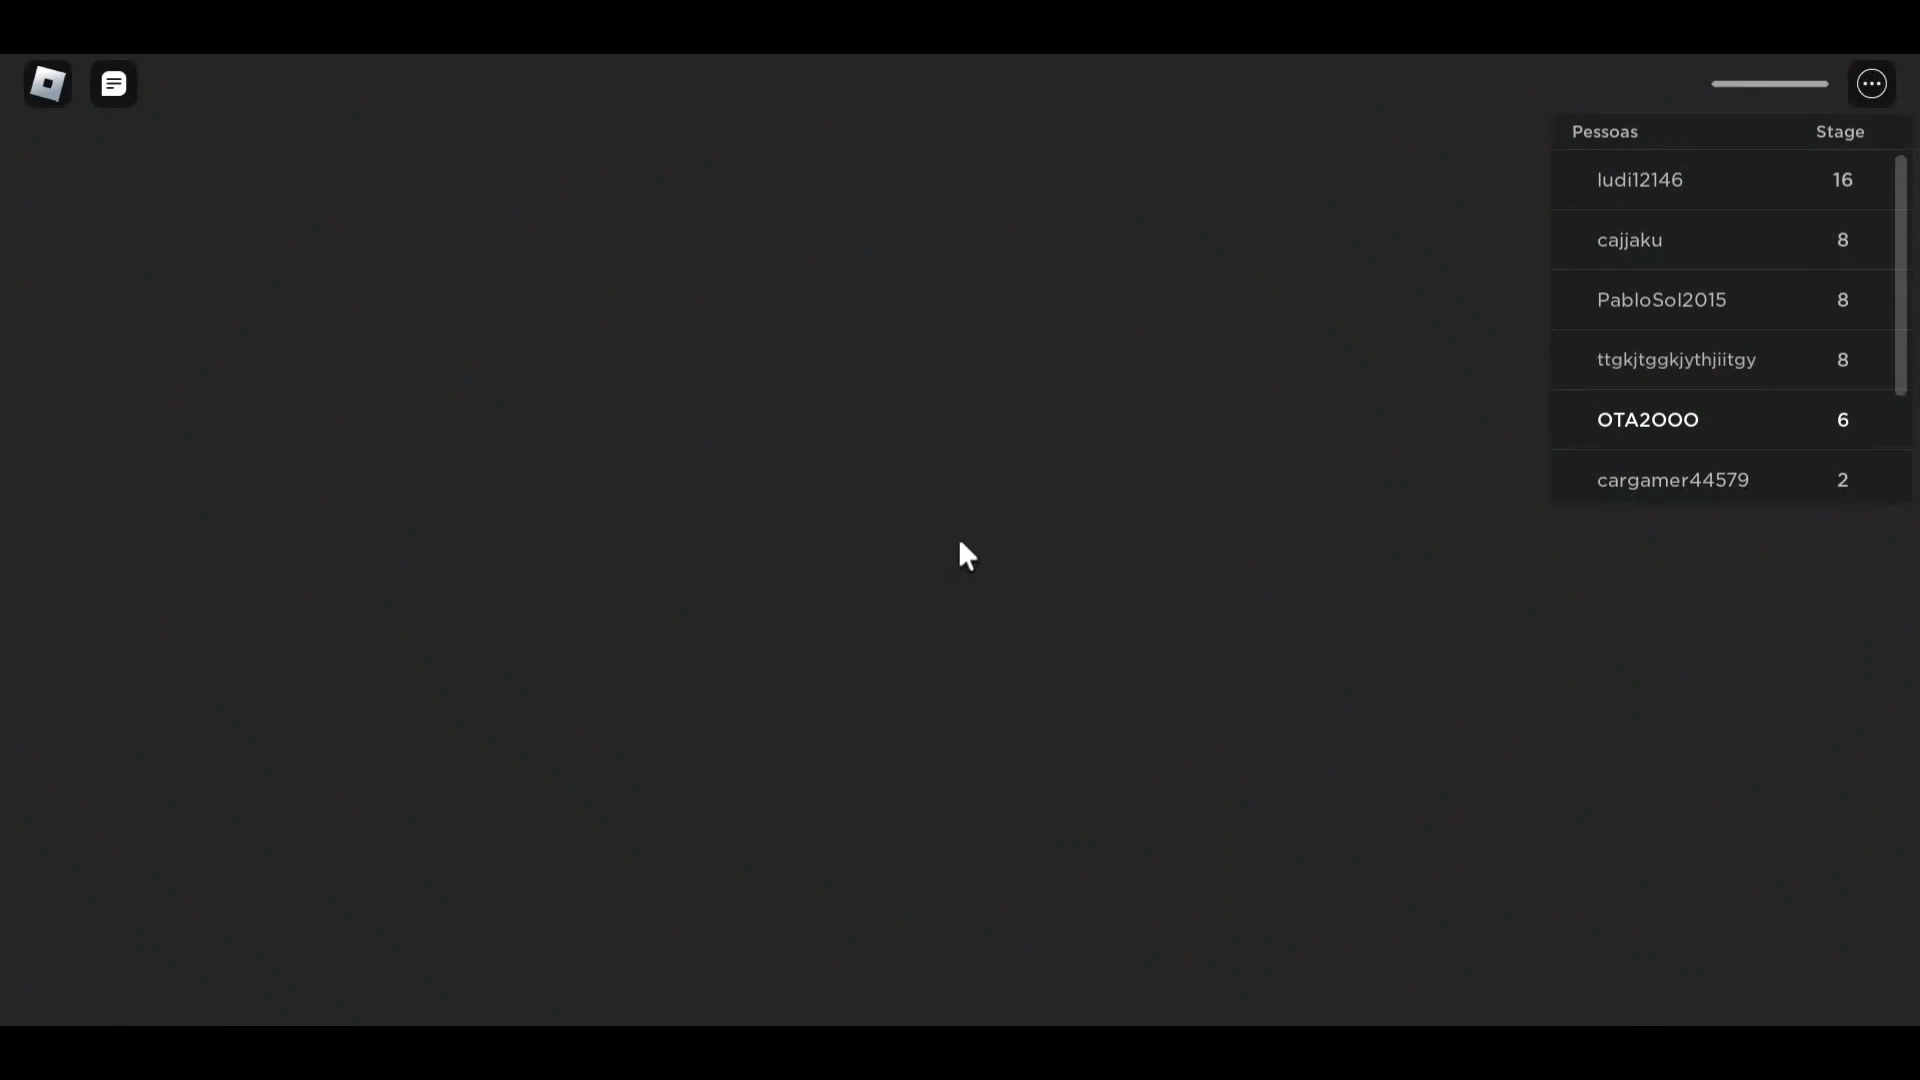 Pessoas Stage
ludi12146 16
cajjaku 8
PabloSol2015 8
ttgkjtggkjythjiitgy 8
OTA2OOO 6
cargamer44579 2